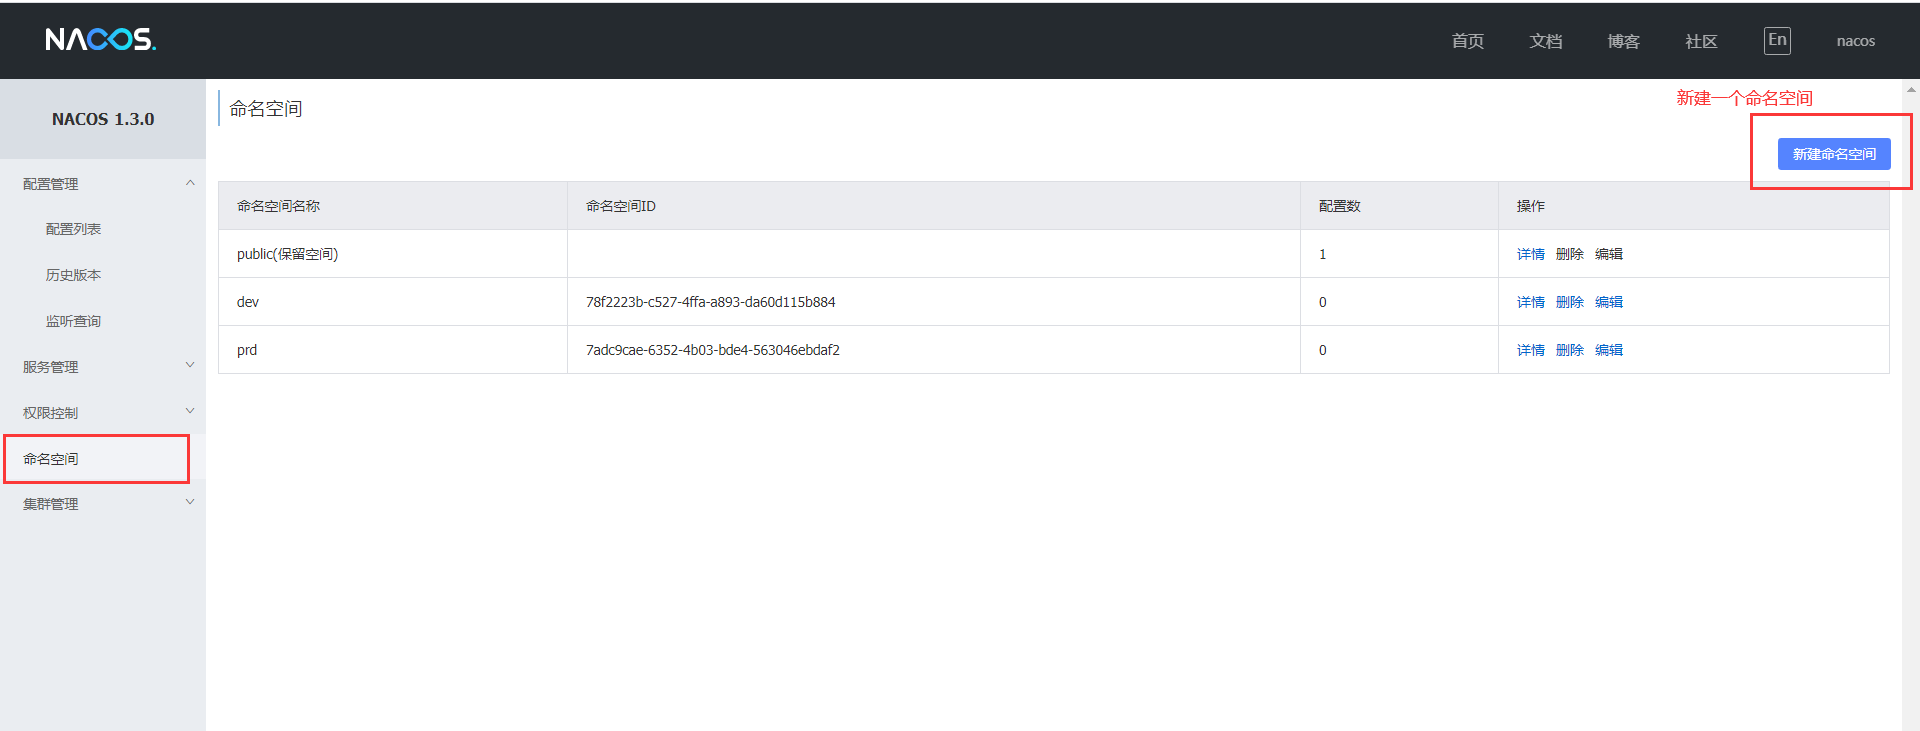 NACOS.
首页 文档 博客 社区 En nacos
NACOS 1.3.0
配置管理
配置列表
历史版本
监听查询
服务管理
权限控制
命名空间
集群管理
命名空间
新建一个命名空间
新建命名空间
命名空间名称 命名空间ID 配置数 操作
public(保留空间) 1 详情 删除 编辑
dev 78f2223b-c527-4ffa-a893-da60d115b884 0 详情 删除 编辑
prd 7adc9cae-6352-4b03-bde4-563046ebdaf2 0 详情 删除 编辑